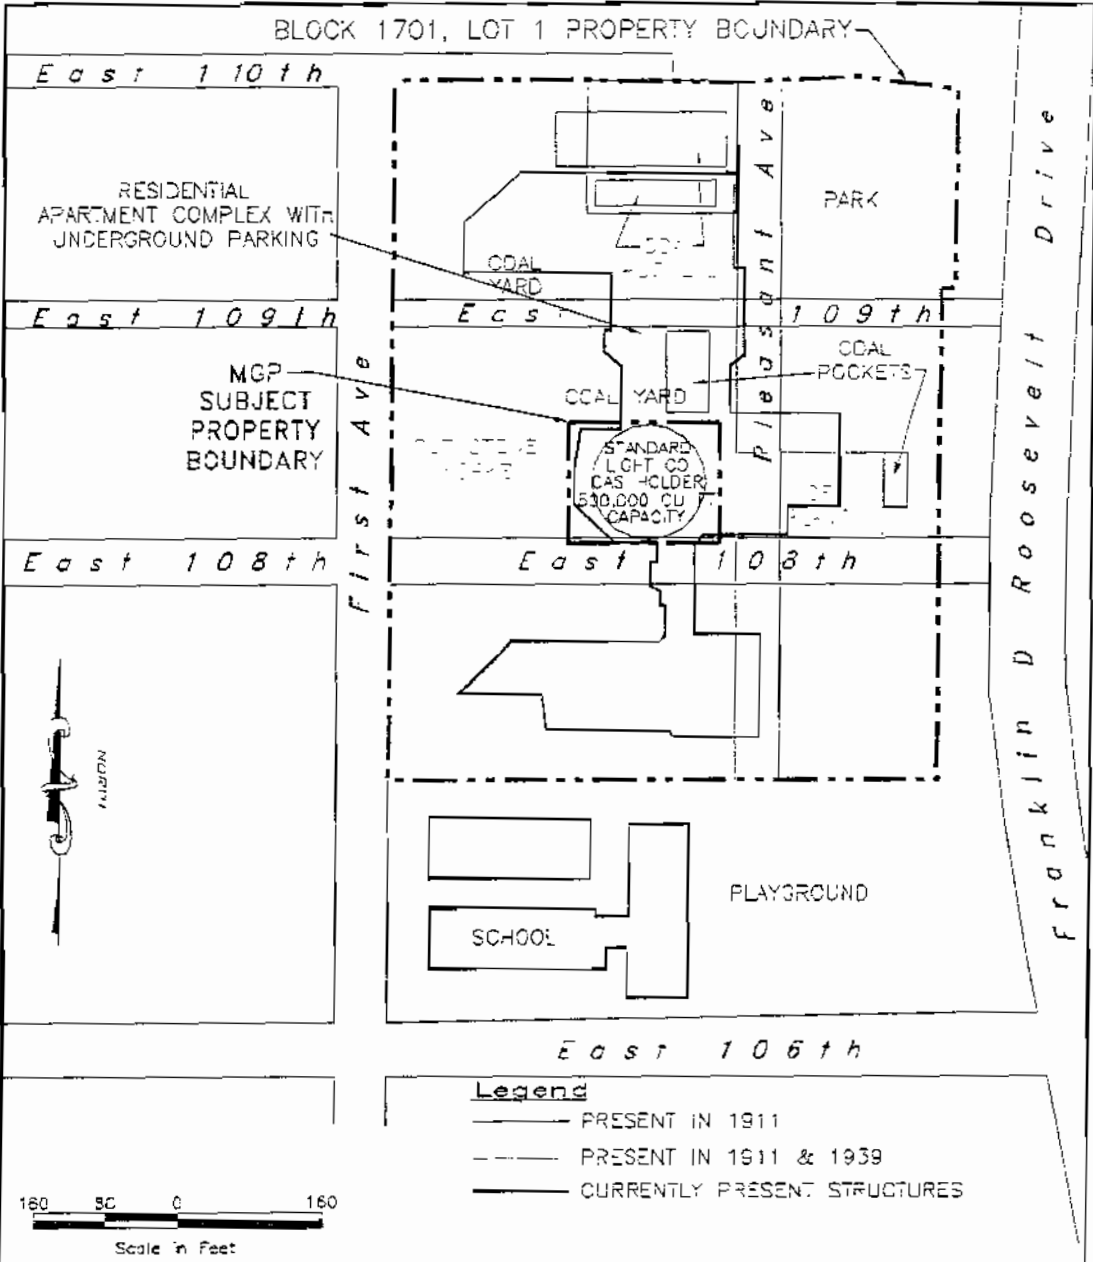 BLOCK 1701, LOT 1 PROPERTY BOUNDARY
East 110th
RESIDENTIAL
APARTMENT COMPLEX WITH
UNDERGROUND PARKING
PARK
Pleasant Ave
Franklin D Roosevelt Drive
COAL
YARD
East 109th
East 109th
First Ave
MGP
SUBJECT
PROPERTY
BOUNDARY
COAL YARD
COAL
POCKETS
STANDARD
LIGHT CO
GAS HOLDER
CU
CAPACITY
East 108th
East 108th
NORTH
SCHOOL
PLAYGROUND
East 106th
Legend
PRESENT IN 1911
PRESENT IN 1911 & 1939
CURRENTLY PRESENT STRUCTURES
160 80 0 160
Scale in Feet